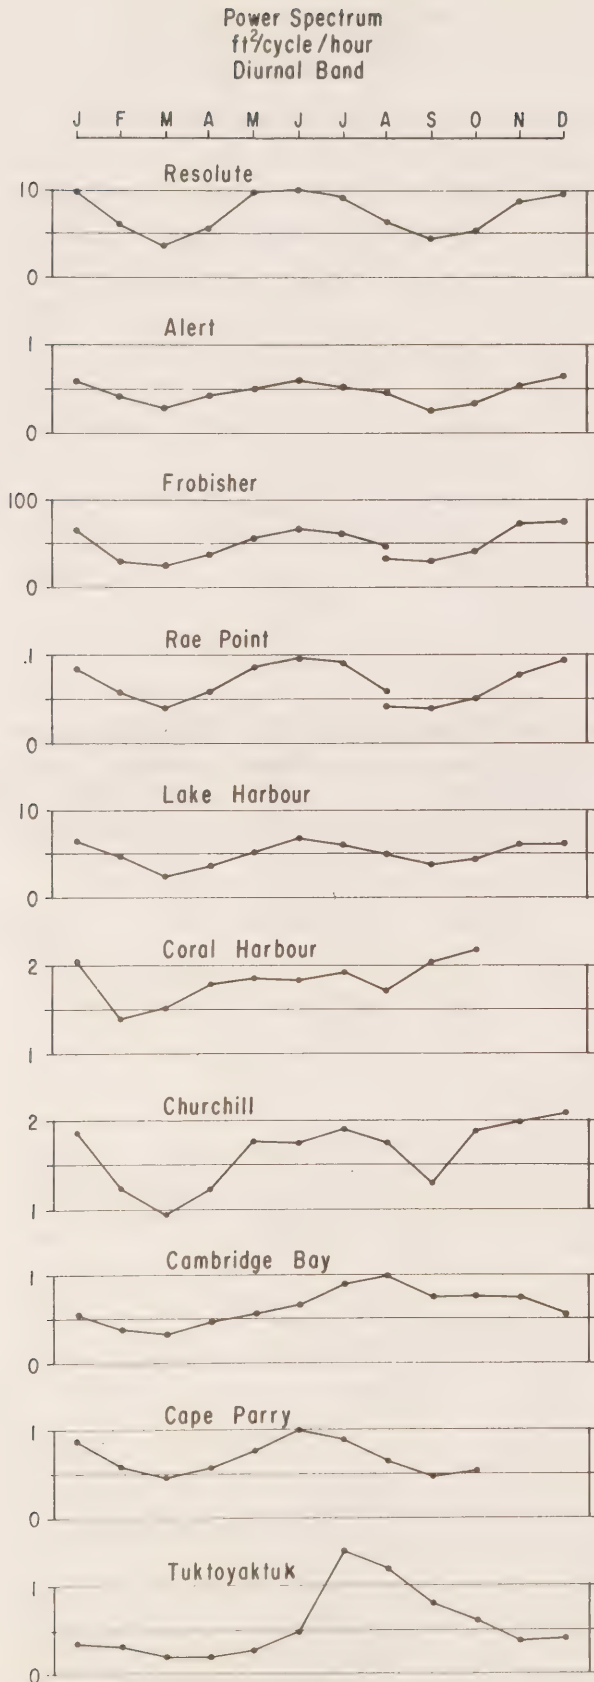 Power Spectrum
ft²/cycle/hour
Diurnal Band
J F M A M J J A S O N D
Resolute
10
0
Alert
1
0
Frobisher
100
0
Rae Point
.1
0
Lake Harbour
10
0
Coral Harbour
2
1
Churchill
2
1
Cambridge Bay
1
0
Cape Parry
1
0
Tuktoyaktuk
1
0